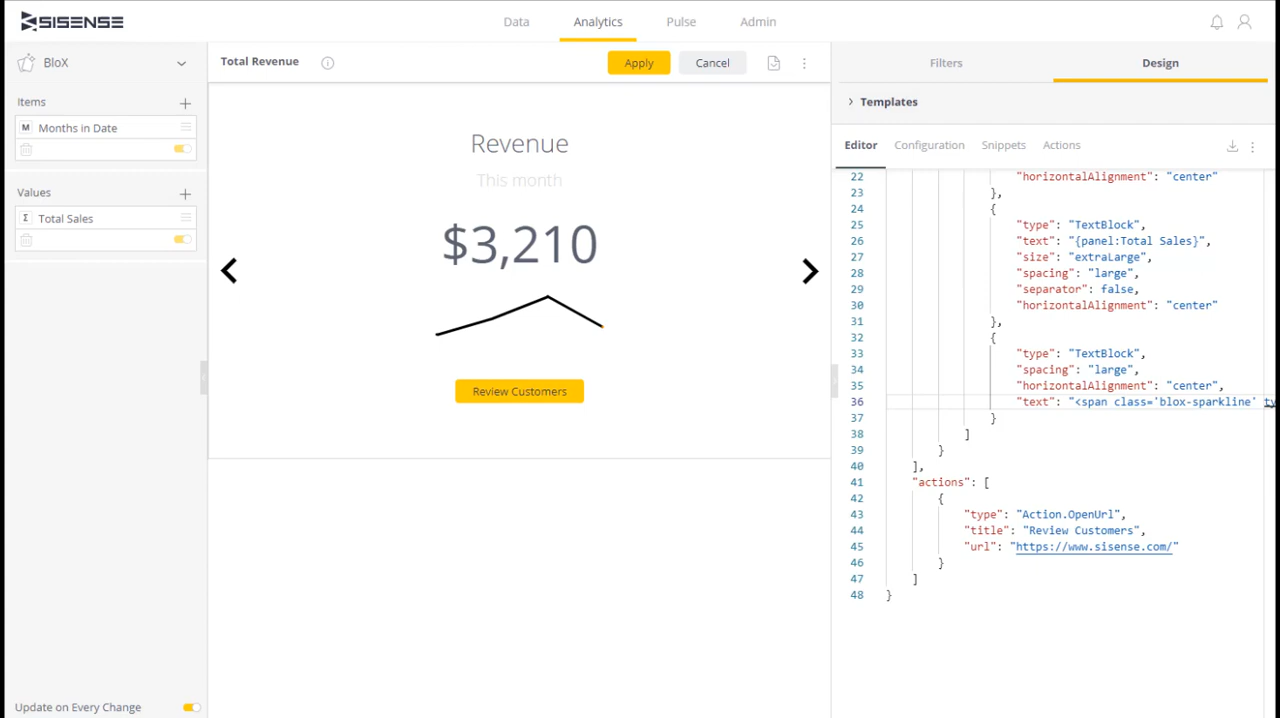 SISENSE
Data Analytics Pulse Admin
BloX
Items
M Months in Date
Values
Σ Total Sales
Update on Every Change
Total Revenue
Apply Cancel
Revenue
This month
$3,210
Review Customers
Filters Design
Templates
Editor Configuration Snippets Actions
22 "horizontalAlignment": "center"
23 },
24 {
25 "type": "TextBlock",
26 "text": "{panel:Total Sales}",
27 "size": "extraLarge",
28 "spacing": "large",
29 "separator": false,
30 "horizontalAlignment": "center"
31 },
32 {
33 "type": "TextBlock",
34 "spacing": "large",
35 "horizontalAlignment": "center",
36 "text": "<span class='blox-sparkline' ty
37 }
38 ]
39 }
40 ],
41 "actions": [
42 {
43 "type": "Action.OpenUrl",
44 "title": "Review Customers",
45 "url": "https://www.sisense.com/"
46 }
47 ]
48 }